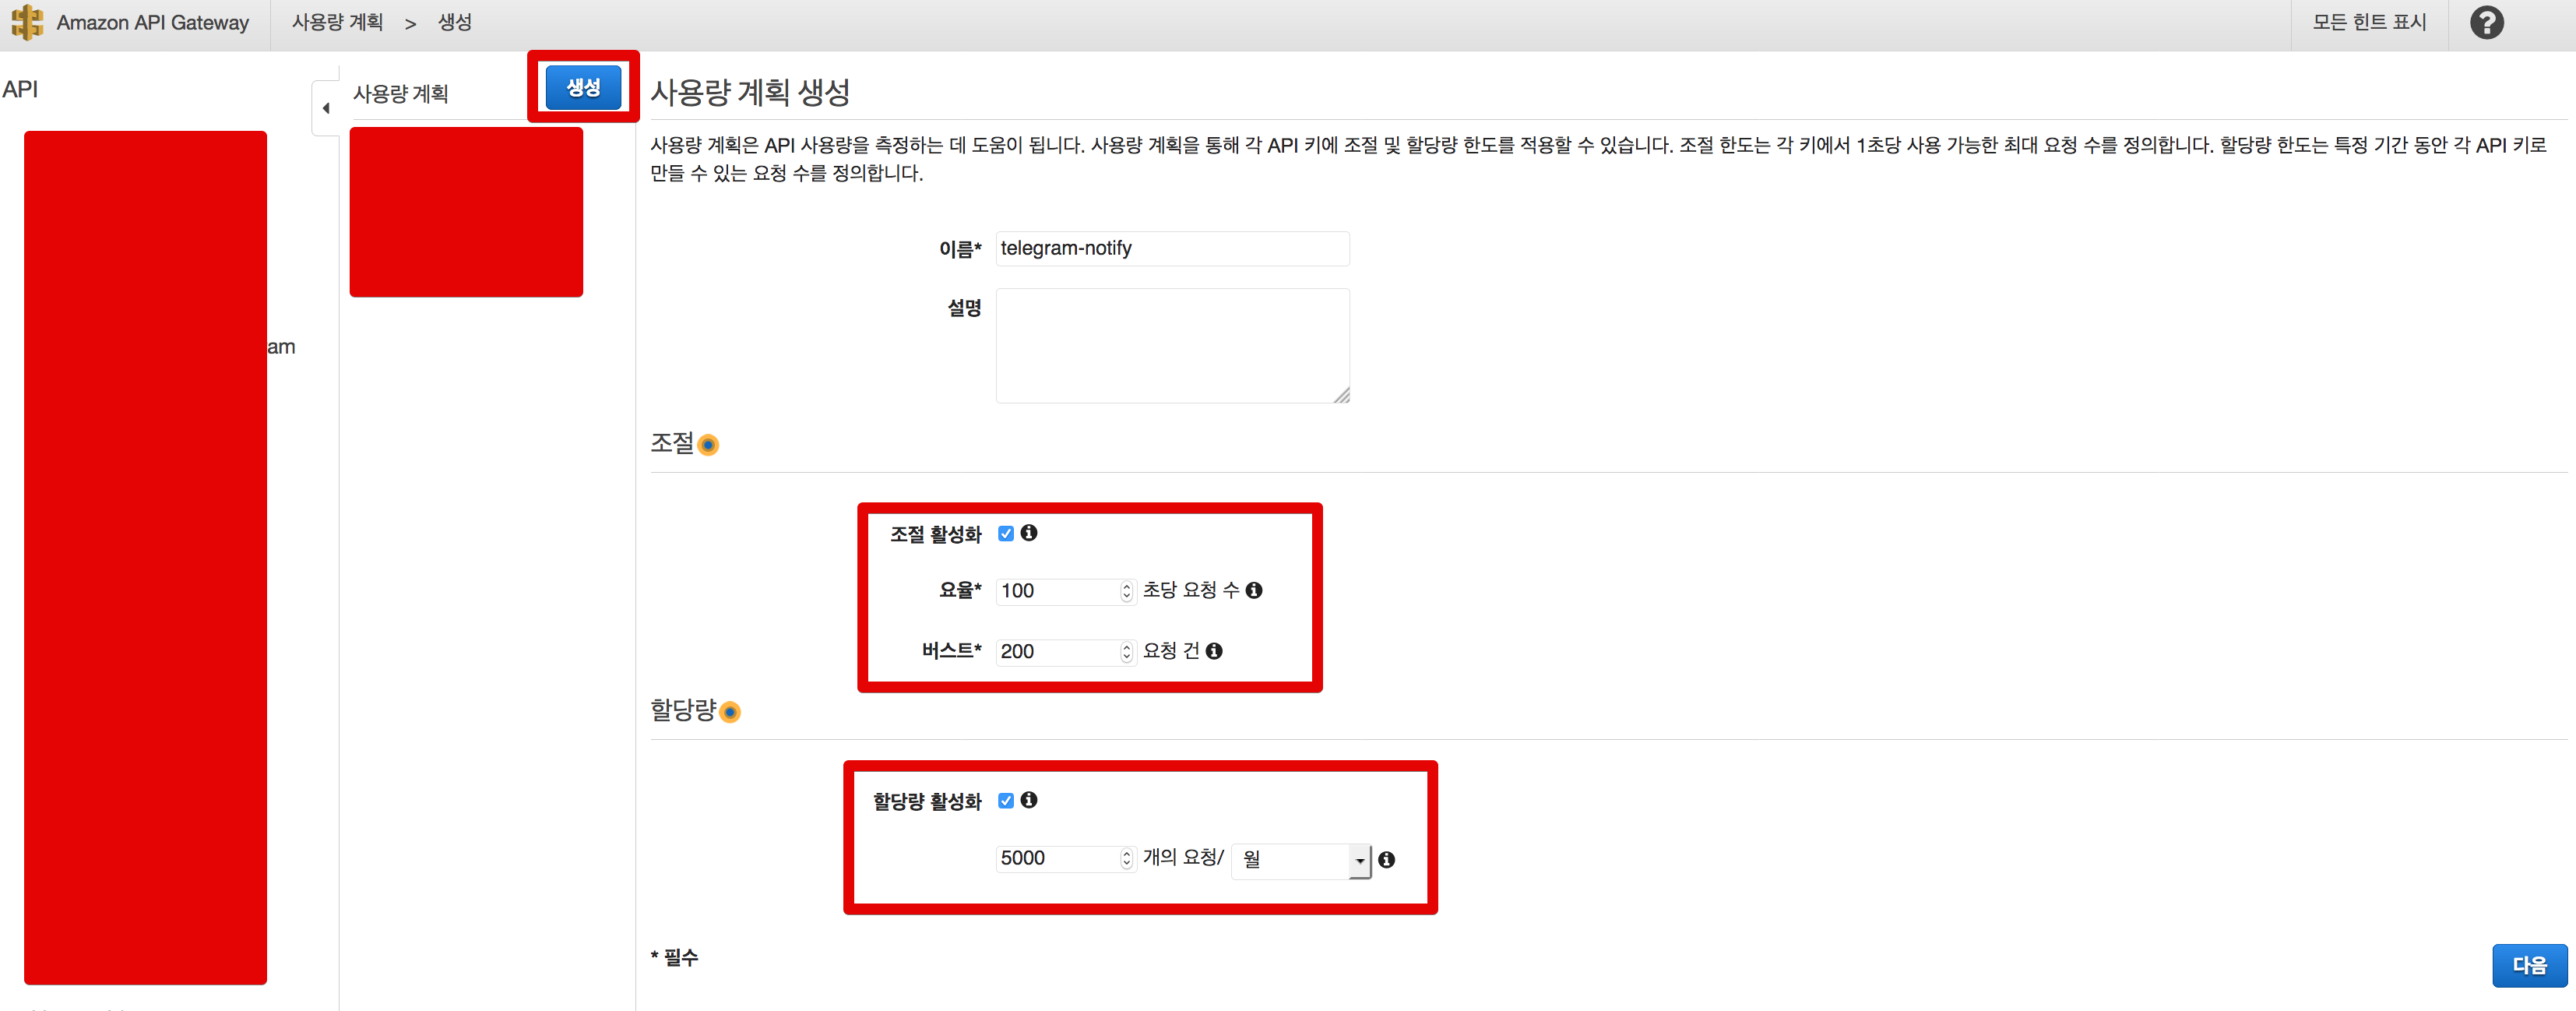 Amazon API Gateway
사용량 계획 > 생성
모든 힌트 표시
API
am
사용량 계획
생성
사용량 계획 생성
사용량 계획은 API 사용량을 측정하는 데 도움이 됩니다. 사용량 계획을 통해 각 API 키에 조절 및 할당량 한도를 적용할 수 있습니다. 조절 한도는 각 키에서 1초당 사용 가능한 최대 요청 수를 정의합니다. 할당량 한도는 특정 기간 동안 각 API 키로
만들 수 있는 요청 수를 정의합니다.
이름* telegram-notify
설명
조절
조절 활성화
요율* 100 초당 요청 수
버스트* 200 요청 건
할당량
할당량 활성화
5000 개의 요청/ 월
* 필수
다음